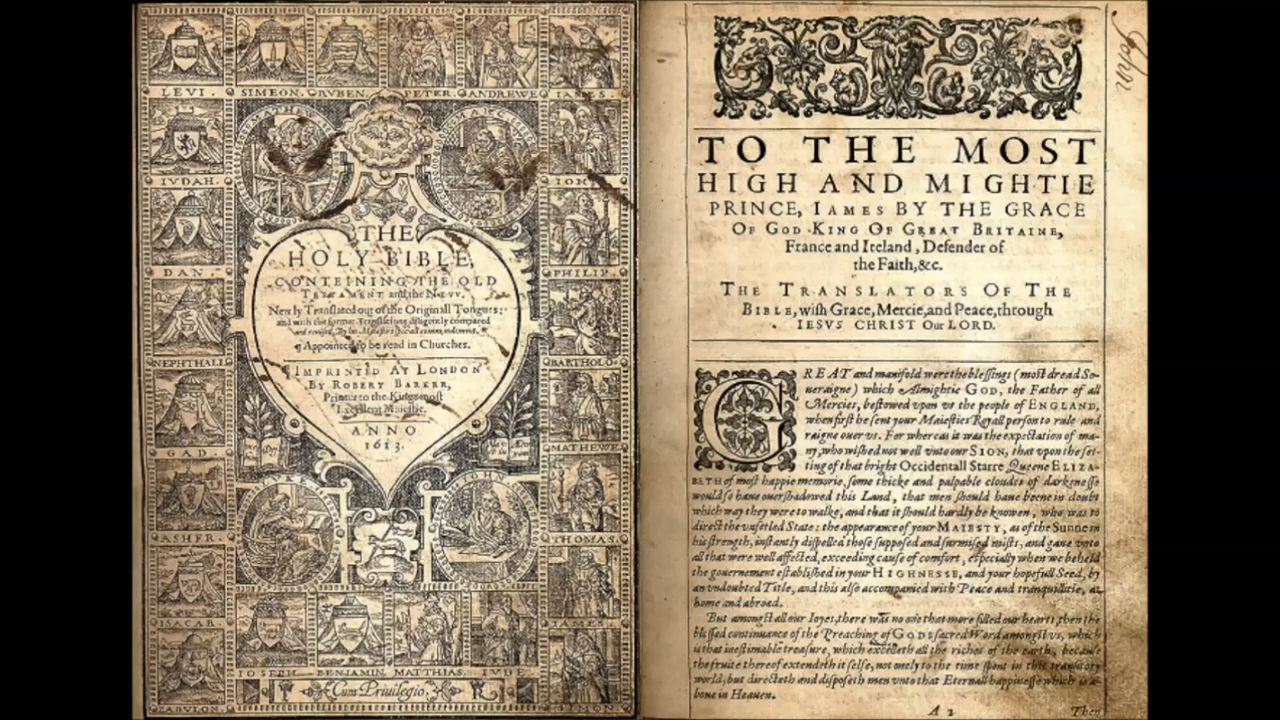 LEVI. SIMEON. RVBEN. PETER. ANDREWE IAMES.
IVDAH. IOHN
DAN. PHILIP.
NEPHTHALI BARTHOLO.
GAD. MATHEWE
ASHER. THOMAS.
ISACAR. IAMES.
IOSEPH. BENJAMIN. MATTHIAS. IVDE
ZABVLON. SIMON
THE
HOLY BIBLE,
CONTEINING THE OLD
TESTAMENT and the NEVV.
Newly Translated out of the Originall Tongues:
and with the former Translations diligently compared
and revised, By his Maiesties speciall commandement.
¶ Appointed to be read in Churches.
¶ IMPRINTED AT LONDON
BY ROBERT BARKER,
Printer to the Kings most
Excellent Maiestie.
ANNO
1613.
Cum Priuilegio.
TO THE MOST
HIGH AND MIGHTIE
PRINCE, IAMES BY THE GRACE
OF GOD KING OF GREAT BRITAINE,
France and Ireland, Defender of
the Faith,&c.
THE TRANSLATORS OF THE
BIBLE, wish Grace, Mercie, and Peace, through
IESVS CHRIST Our LORD.
GREAT and manifold were the blessings (most dread So-
ueraigne) which Almightie GOD, the Father of all
Mercies, bestowed vpon vs the people of ENGLAND,
when first he sent your Maiesties Royall person to rule and
raigne ouer vs. For whereas it was the expectation of ma-
ny, who wished not well vnto our SION, that vpon the set-
ting of that bright Occidentall Starre Queene ELIZA-
BETH of most happie memorie, some thicke and palpable cloudes of darkenesse
would so haue ouershadowed this Land, that men should haue beene in doubt
which way they were to walke, and that it should hardly be knowen, who was to
direct the vnsetled State: the appearance of your MAIESTY, as of the Sunne in
his strength, instantly dispelled those supposed and surmised mists, and gaue vnto
all that were well affected, exceeding cause of comfort, especially when we beheld
the gouernement established in your HIGHNESSE, and your hopefull Seed, by
an vndoubted Title, and this also accompanied with Peace and tranquillitie, at
home and abroad.
But amongst all our Ioyes, there was no one that more filled our hearts, then the
blessed continuance of the Preaching of GODS sacred Word amongst vs, which
is that inestimable treasure, which excelleth all the riches of the earth, because
the fruite thereof extendeth it selfe, not onely to the time spent in this transitory
world, but directeth and disposeth men vnto that Eternall happinesse which is a-
boue in Heauen.
A 2 Then
John